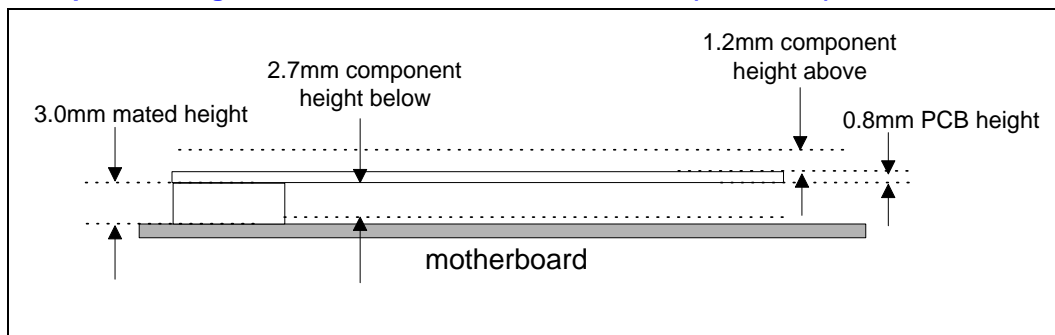 1.2mm component
height above
2.7mm component
height below
3.0mm mated height
0.8mm PCB height
motherboard